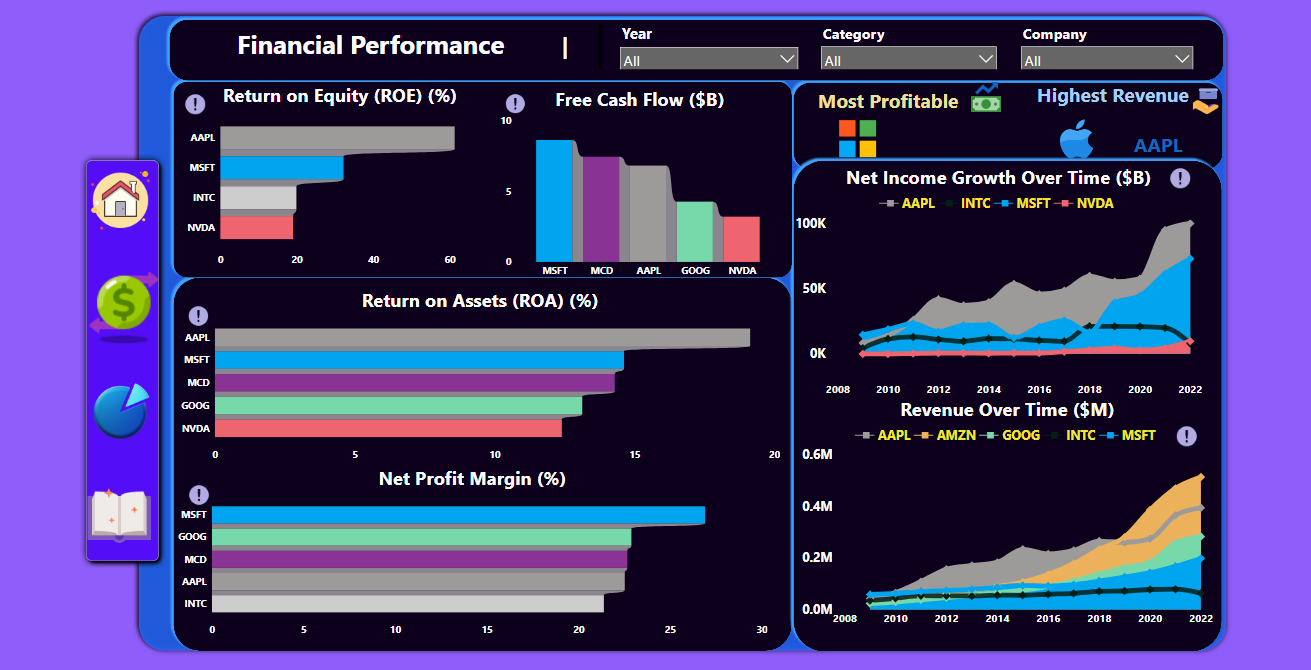 Financial Performance
|
Year
All
Category
All
Company
All
Return on Equity (ROE) (%)
AAPL
MSFT
INTC
NVDA
0 20 40 60
Free Cash Flow ($B)
10
5
0
MSFT MCD AAPL GOOG NVDA
Most Profitable
Highest Revenue
AAPL
Return on Assets (ROA) (%)
AAPL
MSFT
MCD
GOOG
NVDA
0 5 10 15 20
Net Profit Margin (%)
MSFT
GOOG
MCD
AAPL
INTC
0 5 10 15 20 25 30
Net Income Growth Over Time ($B)
AAPL INTC MSFT NVDA
100K
50K
0K
2008 2010 2012 2014 2016 2018 2020 2022
Revenue Over Time ($M)
AAPL AMZN GOOG INTC MSFT
0.6M
0.4M
0.2M
0.0M
2008 2010 2012 2014 2016 2018 2020 2022